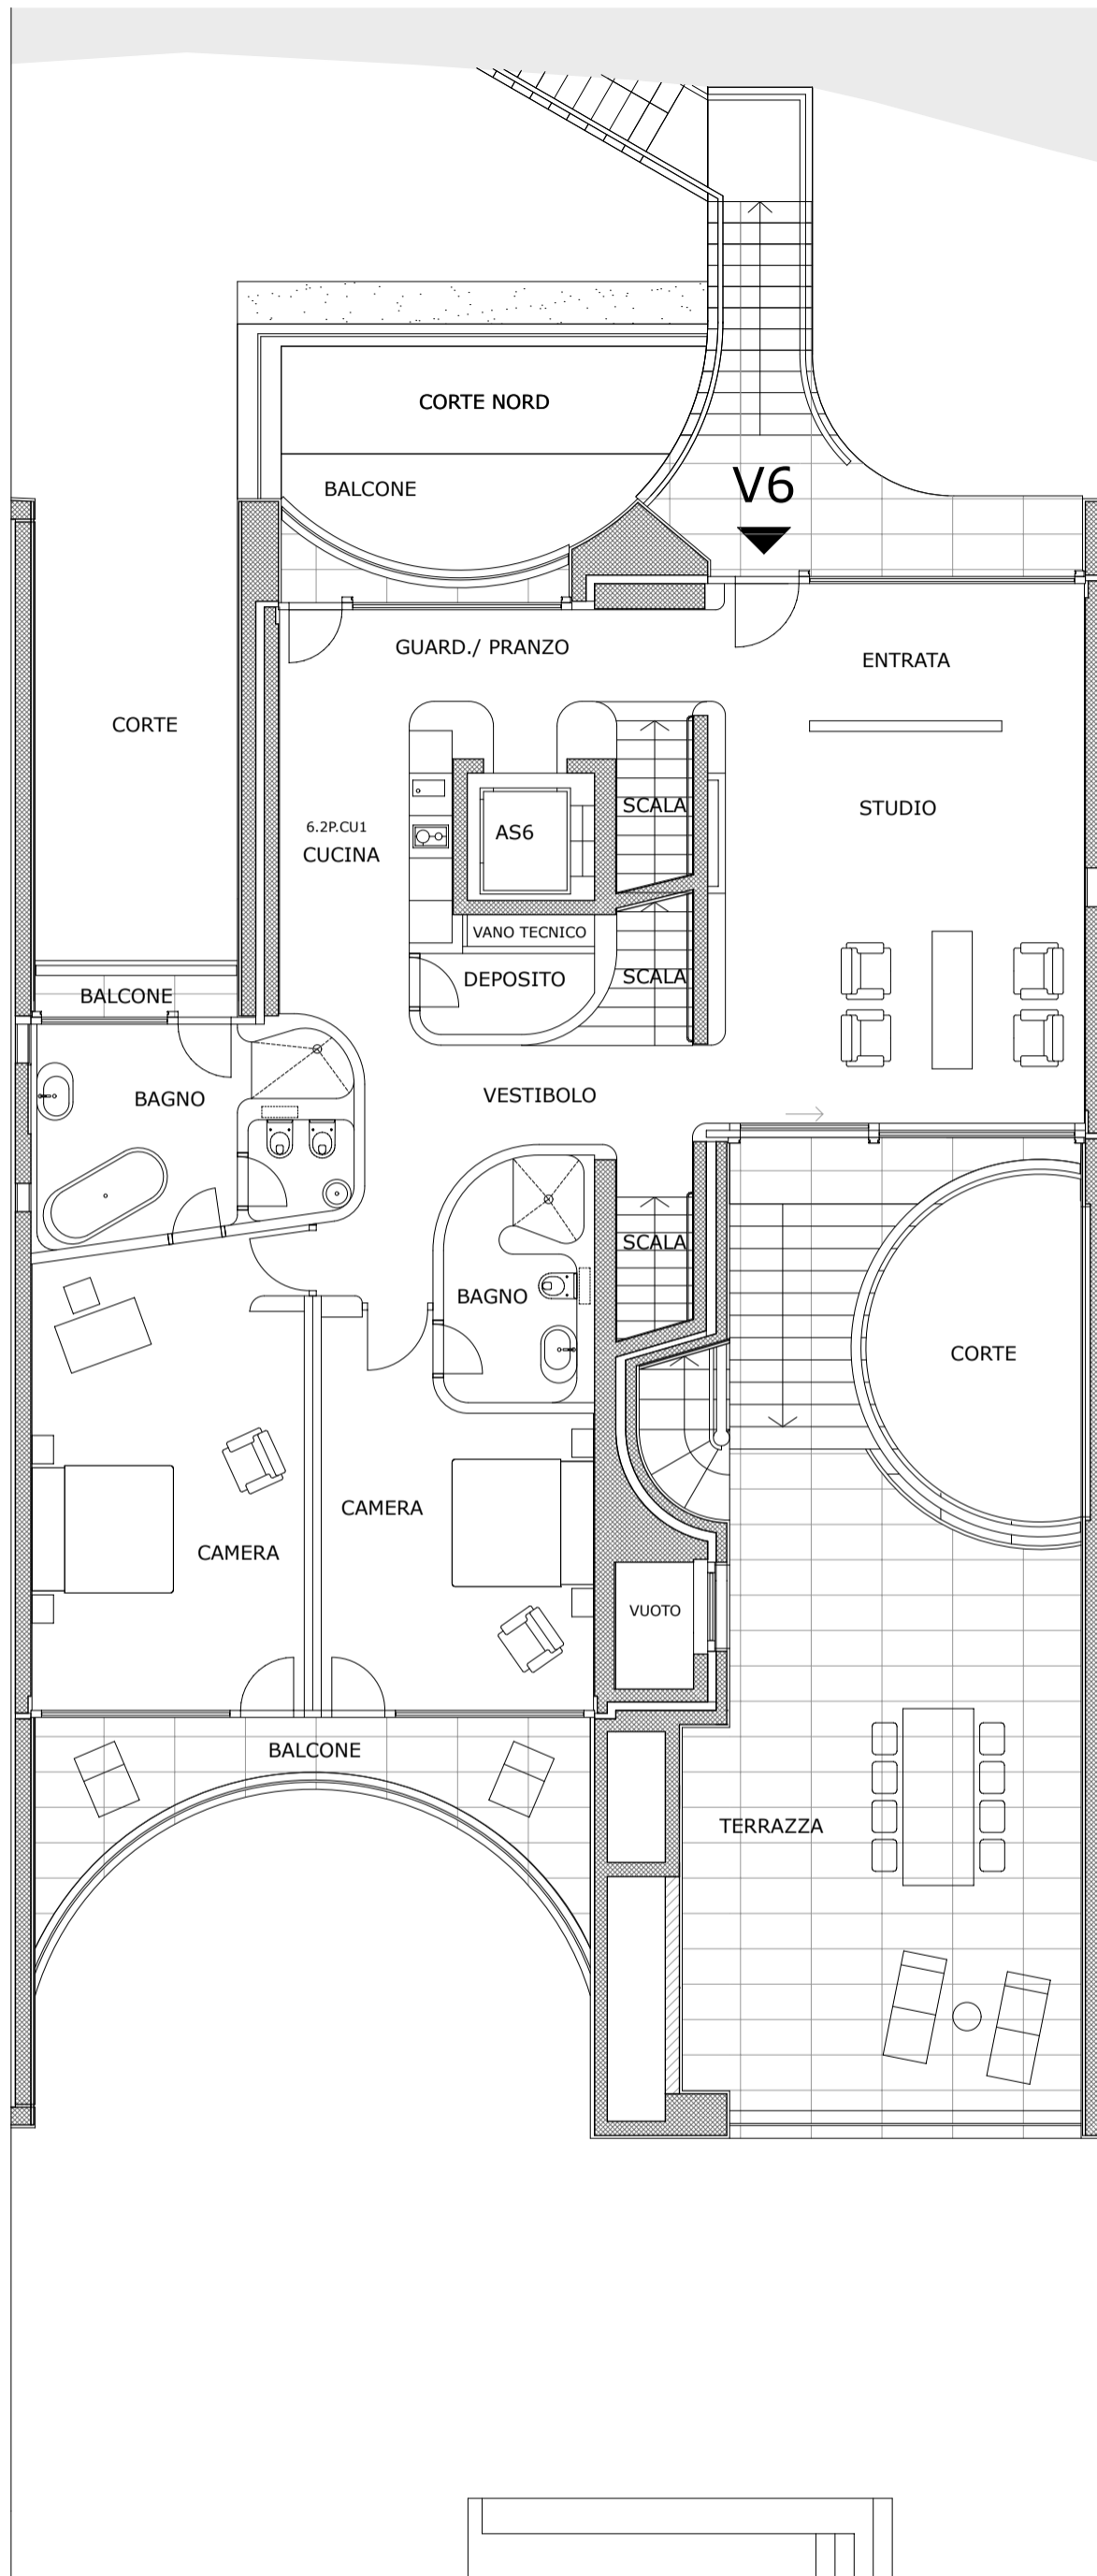 CORTE NORD
V6
BALCONE
GUARD./ PRANZO
ENTRATA
CORTE
SCALA
STUDIO
6.2P.CU1
CUCINA
AS6
VANO TECNICO
DEPOSITO
SCALA
BALCONE
BAGNO
VESTIBOLO
SCALA
BAGNO
CORTE
CAMERA
CAMERA
VUOTO
BALCONE
TERRAZZA